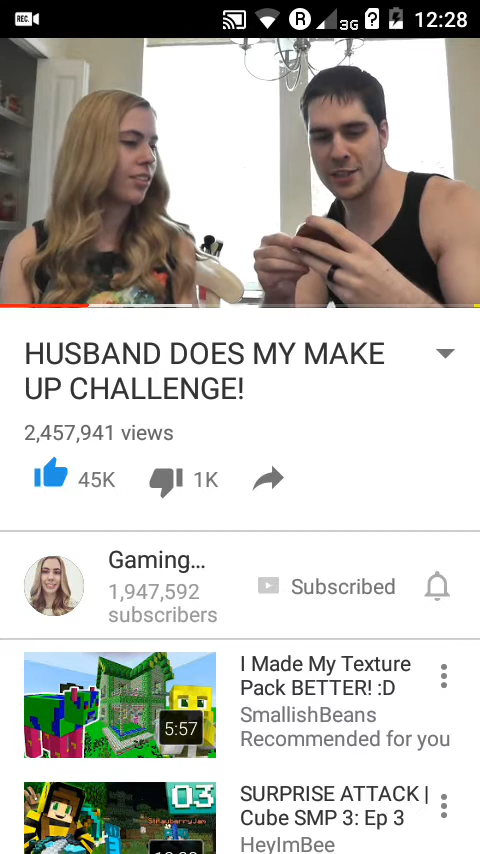 REC
R
3G
?
12:28
HUSBAND DOES MY MAKE
UP CHALLENGE!
2,457,941 views
45K
1K
Gaming...
1,947,592
subscribers
Subscribed
5:57
I Made My Texture
Pack BETTER! :D
SmallishBeans
Recommended for you
03
StrawburryJam
SURPRISE ATTACK |
Cube SMP 3: Ep 3
HeyImBee